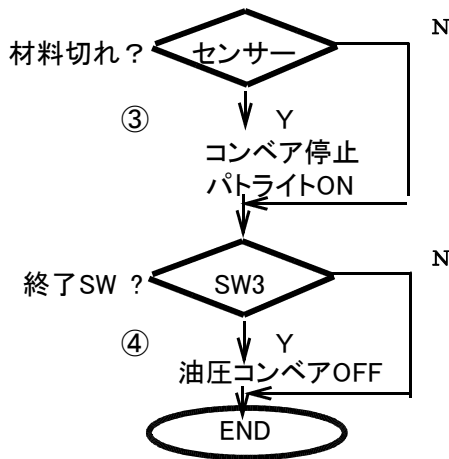 N
材料切れ？ センサー
③ Y
コンベア停止
パトライトON
N
終了SW ? SW3
④ Y
油圧コンベアOFF
END